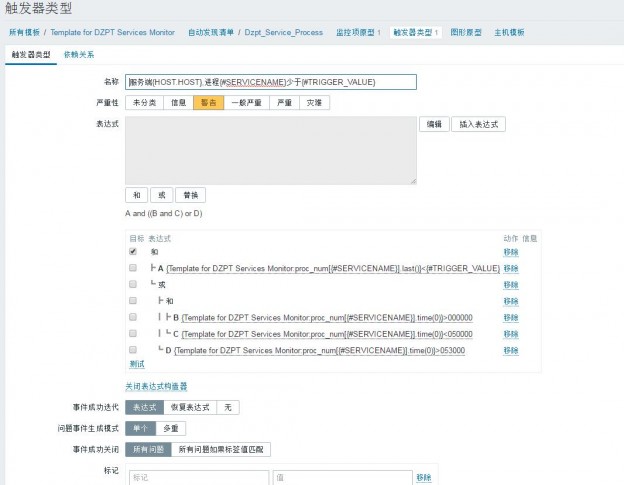 触发器类型
所有模板 / Template for DZPT Services Monitor 自动发现清单 / Dzpt_Service_Process 监控项原型 1 触发器类型 1 图形原型 主机模板
触发器类型 依赖关系
名称 服务端{HOST.HOST},进程{#SERVICENAME}少于{#TRIGGER_VALUE}
严重性 未分类 信息 警告 一般严重 严重 灾难
表达式 编辑 插入表达式
和 或 替换
A and ((B and C) or D)
目标 表达式 动作 信息
和 移除
A {Template for DZPT Services Monitor:proc_num[{#SERVICENAME}].last()}<{#TRIGGER_VALUE} 移除
或 移除
和 移除
B {Template for DZPT Services Monitor:proc_num[{#SERVICENAME}].time(0)}>000000 移除
C {Template for DZPT Services Monitor:proc_num[{#SERVICENAME}].time(0)}<050000 移除
D {Template for DZPT Services Monitor:proc_num[{#SERVICENAME}].time(0)}>053000 移除
测试
关闭表达式构造器
事件成功迭代 表达式 恢复表达式 无
问题事件生成模式 单个 多重
事件成功关闭 所有问题 所有问题如果标签值匹配
标记 标记 值 移除